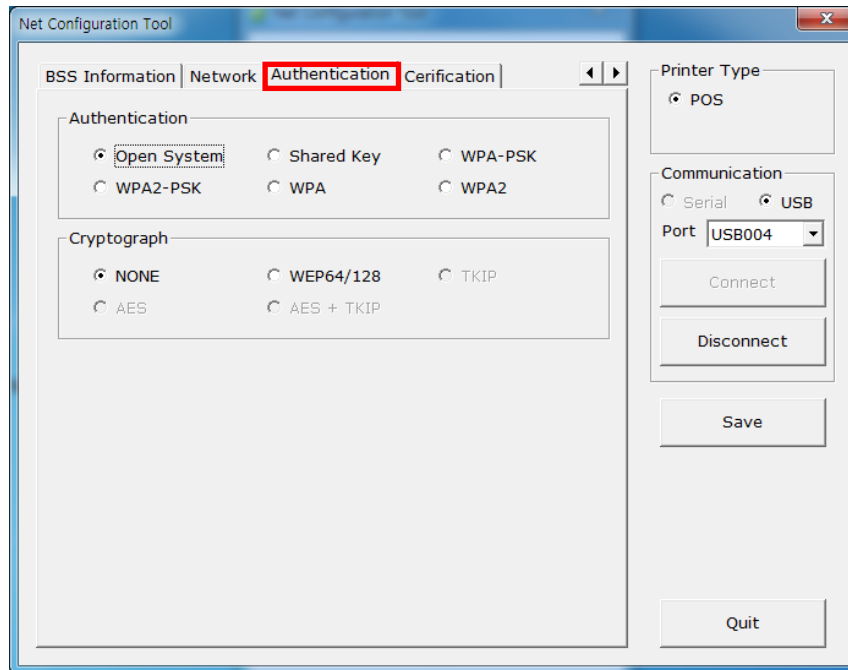 Net Configuration Tool
BSS Information Network Authentication Cerification
Authentication
Open System Shared Key WPA-PSK
WPA2-PSK WPA WPA2
Cryptograph
NONE WEP64/128 TKIP
AES AES + TKIP
Printer Type
POS
Communication
Serial USB
Port USB004
Connect
Disconnect
Save
Quit